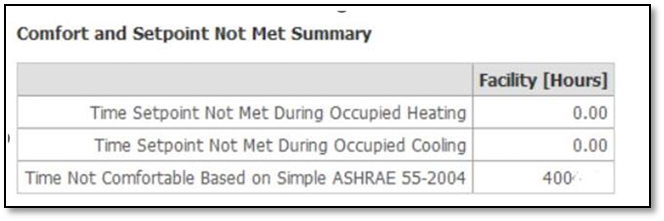 Comfort and Setpoint Not Met Summary
Facility [Hours]
Time Setpoint Not Met During Occupied Heating 0.00
Time Setpoint Not Met During Occupied Cooling 0.00
Time Not Comfortable Based on Simple ASHRAE 55-2004 400